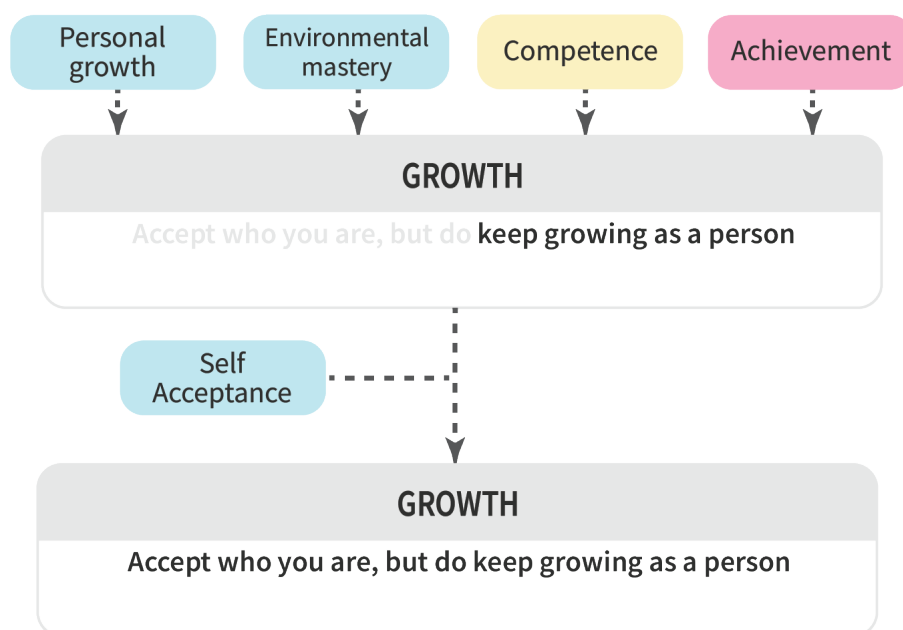 Personal
growth
Environmental
mastery
Competence
Achievement
GROWTH
Accept who you are, but do keep growing as a person
Self
Acceptance
GROWTH
Accept who you are, but do keep growing as a person